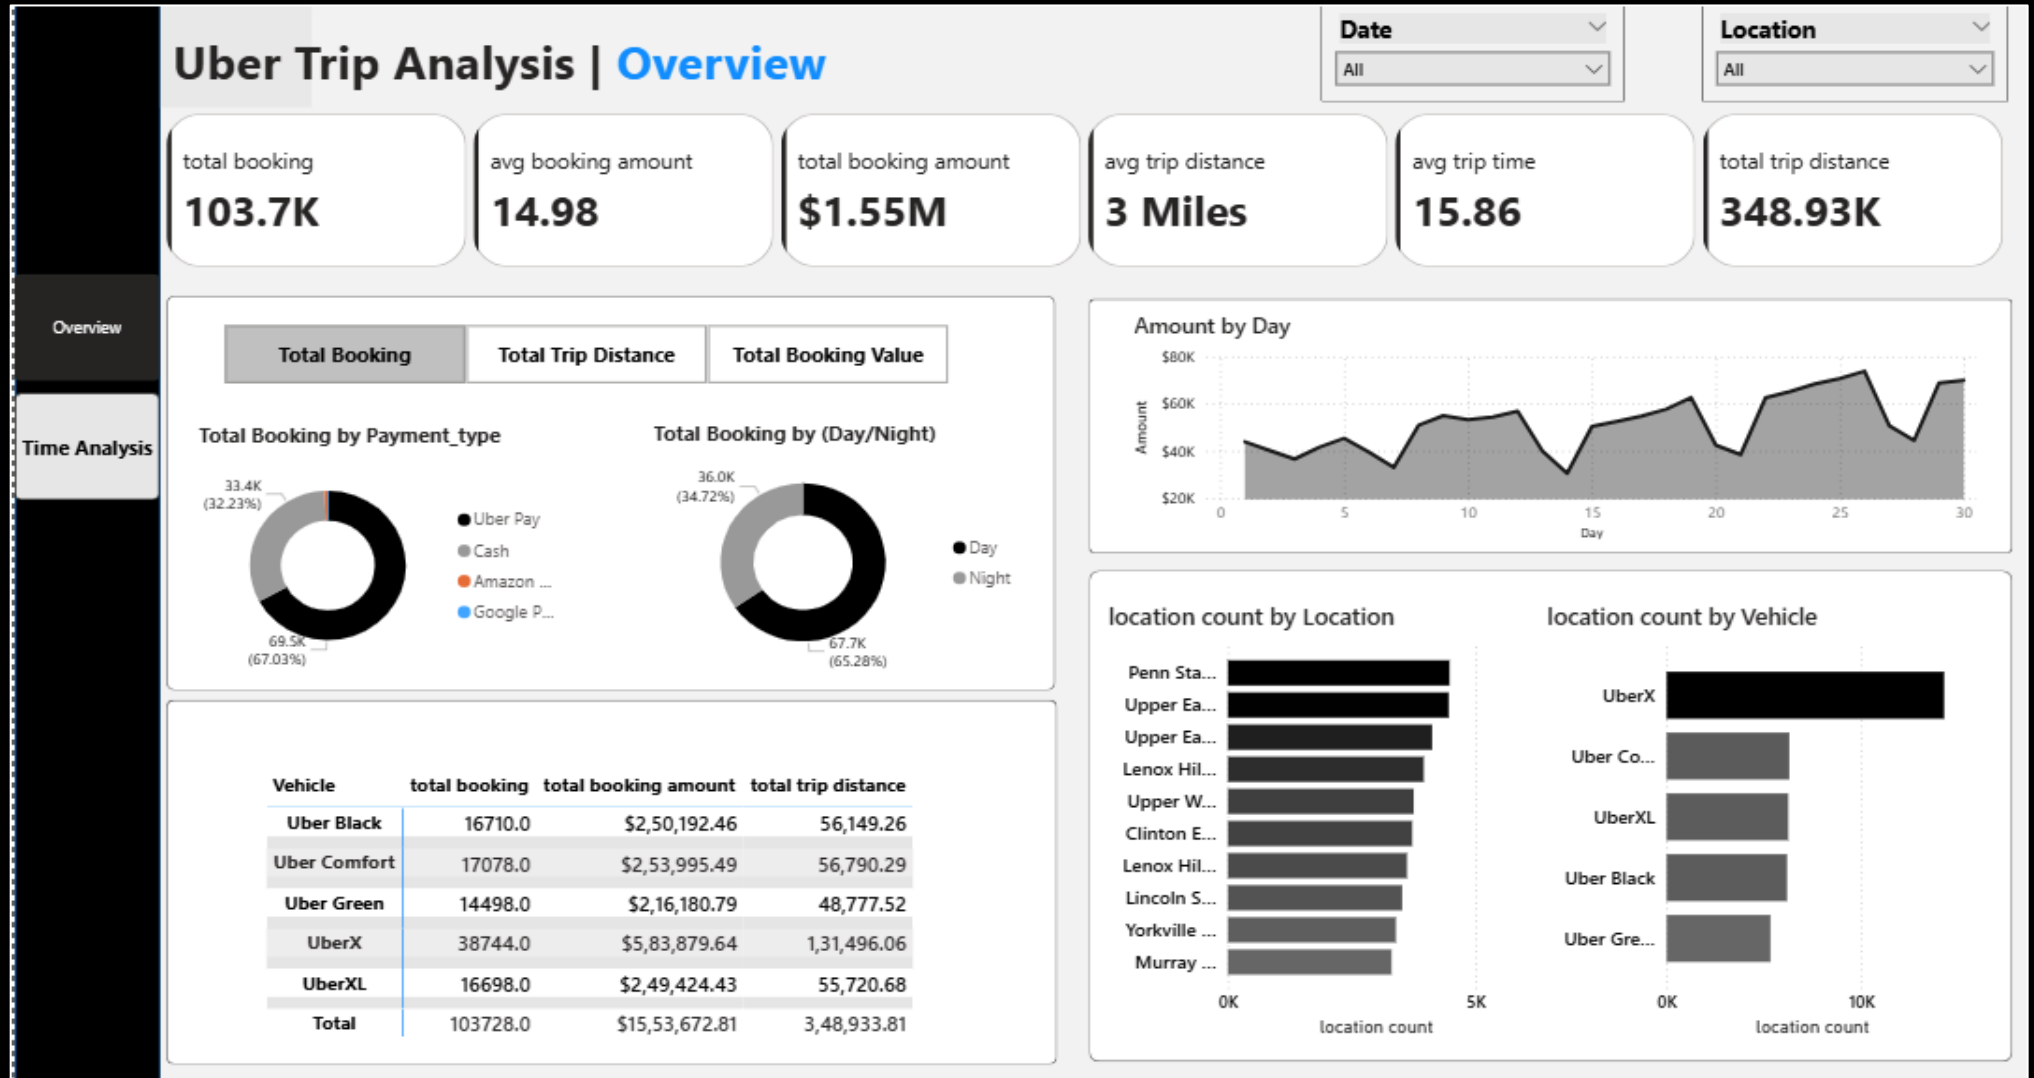 Uber Trip Analysis | Overview
Date
All
Location
All
total booking
103.7K
avg booking amount
14.98
total booking amount
$1.55M
avg trip distance
3 Miles
avg trip time
15.86
total trip distance
348.93K
Overview
Time Analysis
Total Booking
Total Trip Distance
Total Booking Value
Total Booking by Payment_type
33.4K
(32.23%)
69.5K
(67.03%)
Uber Pay
Cash
Amazon ...
Google P...
Total Booking by (Day/Night)
36.0K
(34.72%)
67.7K
(65.28%)
Day
Night
Amount by Day
Amount
$80K
$60K
$40K
$20K
0 5 10 15 20 25 30
Day
Vehicle total booking total booking amount total trip distance
Uber Black 16710.0 $2,50,192.46 56,149.26
Uber Comfort 17078.0 $2,53,995.49 56,790.29
Uber Green 14498.0 $2,16,180.79 48,777.52
UberX 38744.0 $5,83,879.64 1,31,496.06
UberXL 16698.0 $2,49,424.43 55,720.68
Total 103728.0 $15,53,672.81 3,48,933.81
location count by Location
Penn Sta...
Upper Ea...
Upper Ea...
Lenox Hil...
Upper W...
Clinton E...
Lenox Hil...
Lincoln S...
Yorkville ...
Murray ...
0K 5K
location count
location count by Vehicle
UberX
Uber Co...
UberXL
Uber Black
Uber Gre...
0K 10K
location count